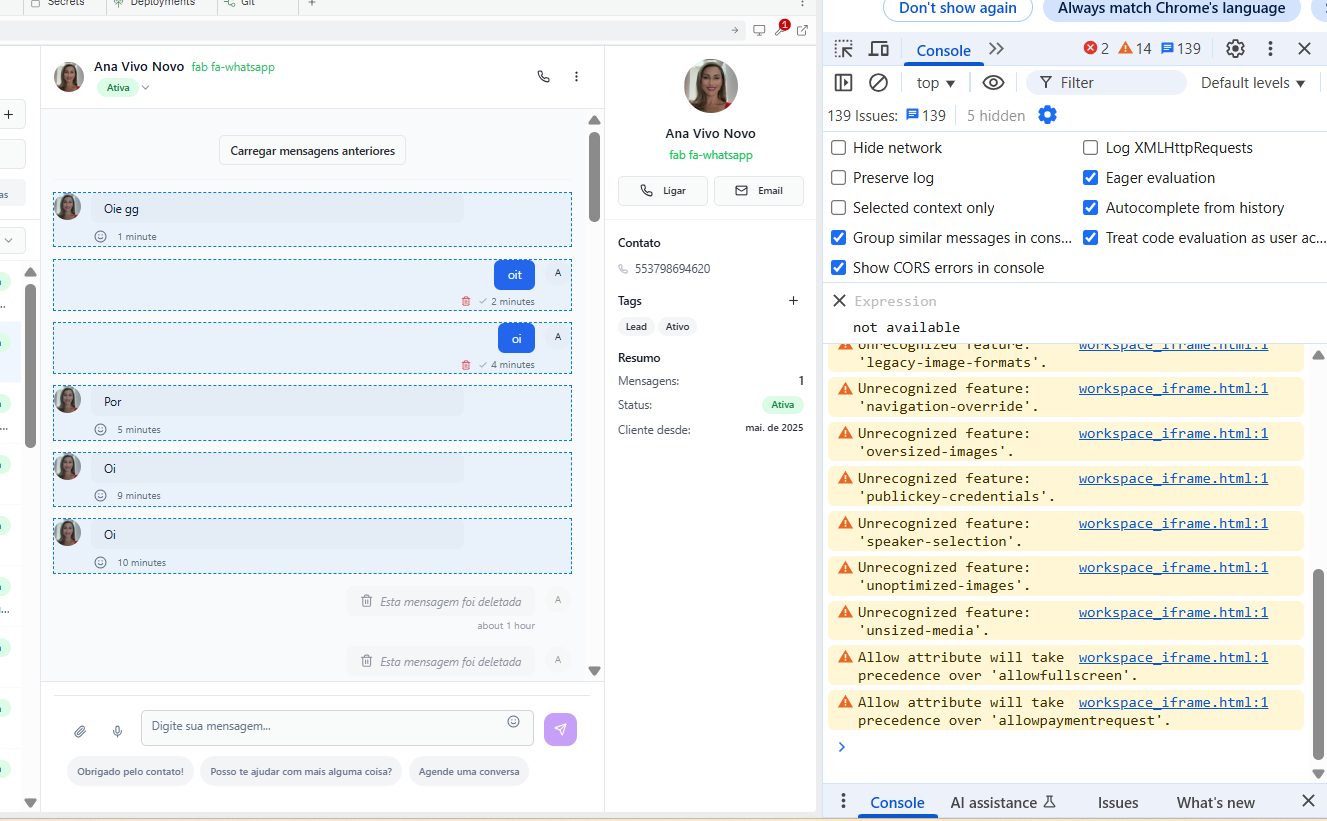 Secrets
Deployments
Git
1
Ana Vivo Novo fab fa-whatsapp
Ativa
Carregar mensagens anteriores
Oie gg
1 minute
oit
A
2 minutes
oi
A
4 minutes
Por
5 minutes
Oi
9 minutes
Oi
10 minutes
Esta mensagem foi deletada
A
about 1 hour
Esta mensagem foi deletada
A
Digite sua mensagem...
Obrigado pelo contato!
Posso te ajudar com mais alguma coisa?
Agende uma conversa
Ana Vivo Novo
fab fa-whatsapp
Ligar
Email
Contato
553798694620
Tags
Lead
Ativo
Resumo
Mensagens: 1
Status: Ativa
Cliente desde: mai. de 2025
Don't show again
Always match Chrome's language
Console
2
14
139
top
Filter
Default levels
139 Issues: 139
5 hidden
Hide network
Log XMLHttpRequests
Preserve log
Eager evaluation
Selected context only
Autocomplete from history
Group similar messages in cons...
Treat code evaluation as user ac...
Show CORS errors in console
Expression
not available
Unrecognized feature: workspace_iframe.html:1
'legacy-image-formats'.
Unrecognized feature: workspace_iframe.html:1
'navigation-override'.
Unrecognized feature: workspace_iframe.html:1
'oversized-images'.
Unrecognized feature: workspace_iframe.html:1
'publickey-credentials'.
Unrecognized feature: workspace_iframe.html:1
'speaker-selection'.
Unrecognized feature: workspace_iframe.html:1
'unoptimized-images'.
Unrecognized feature: workspace_iframe.html:1
'unsized-media'.
Allow attribute will take workspace_iframe.html:1
precedence over 'allowfullscreen'.
Allow attribute will take workspace_iframe.html:1
precedence over 'allowpaymentrequest'.
Console
AI assistance
Issues
What's new